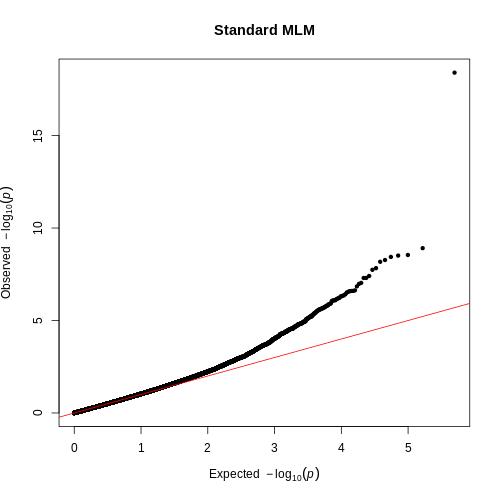 Standard MLM
Observed −log₁₀(p)
15
10
5
0
0 1 2 3 4 5
Expected −log₁₀(p)